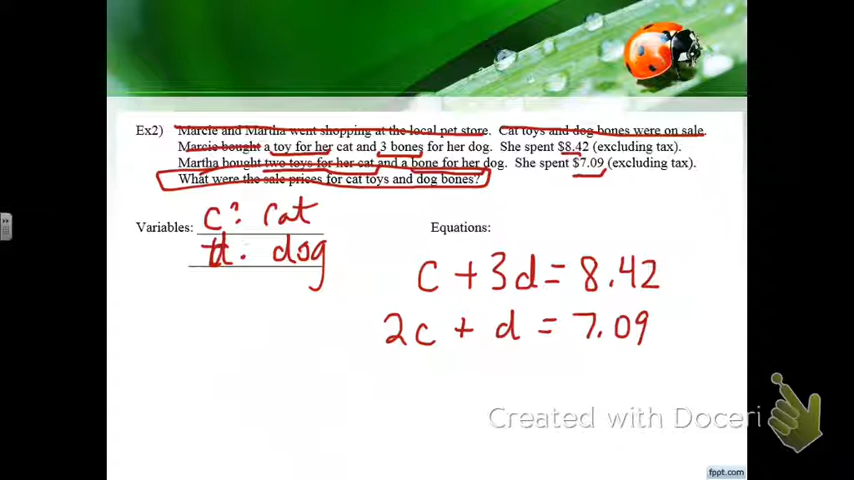 Ex2) Marcie and Martha went shopping at the local pet store. Cat toys and dog bones were on sale.
Marcie bought a toy for her cat and 3 bones for her dog. She spent $8.42 (excluding tax).
Martha bought two toys for her cat and a bone for her dog. She spent $7.09 (excluding tax).
What were the sale prices for cat toys and dog bones?
Variables: c: cat
d: dog
Equations:
c + 3d = 8.42
2c + d = 7.09
Created with Doceri
fppt.com